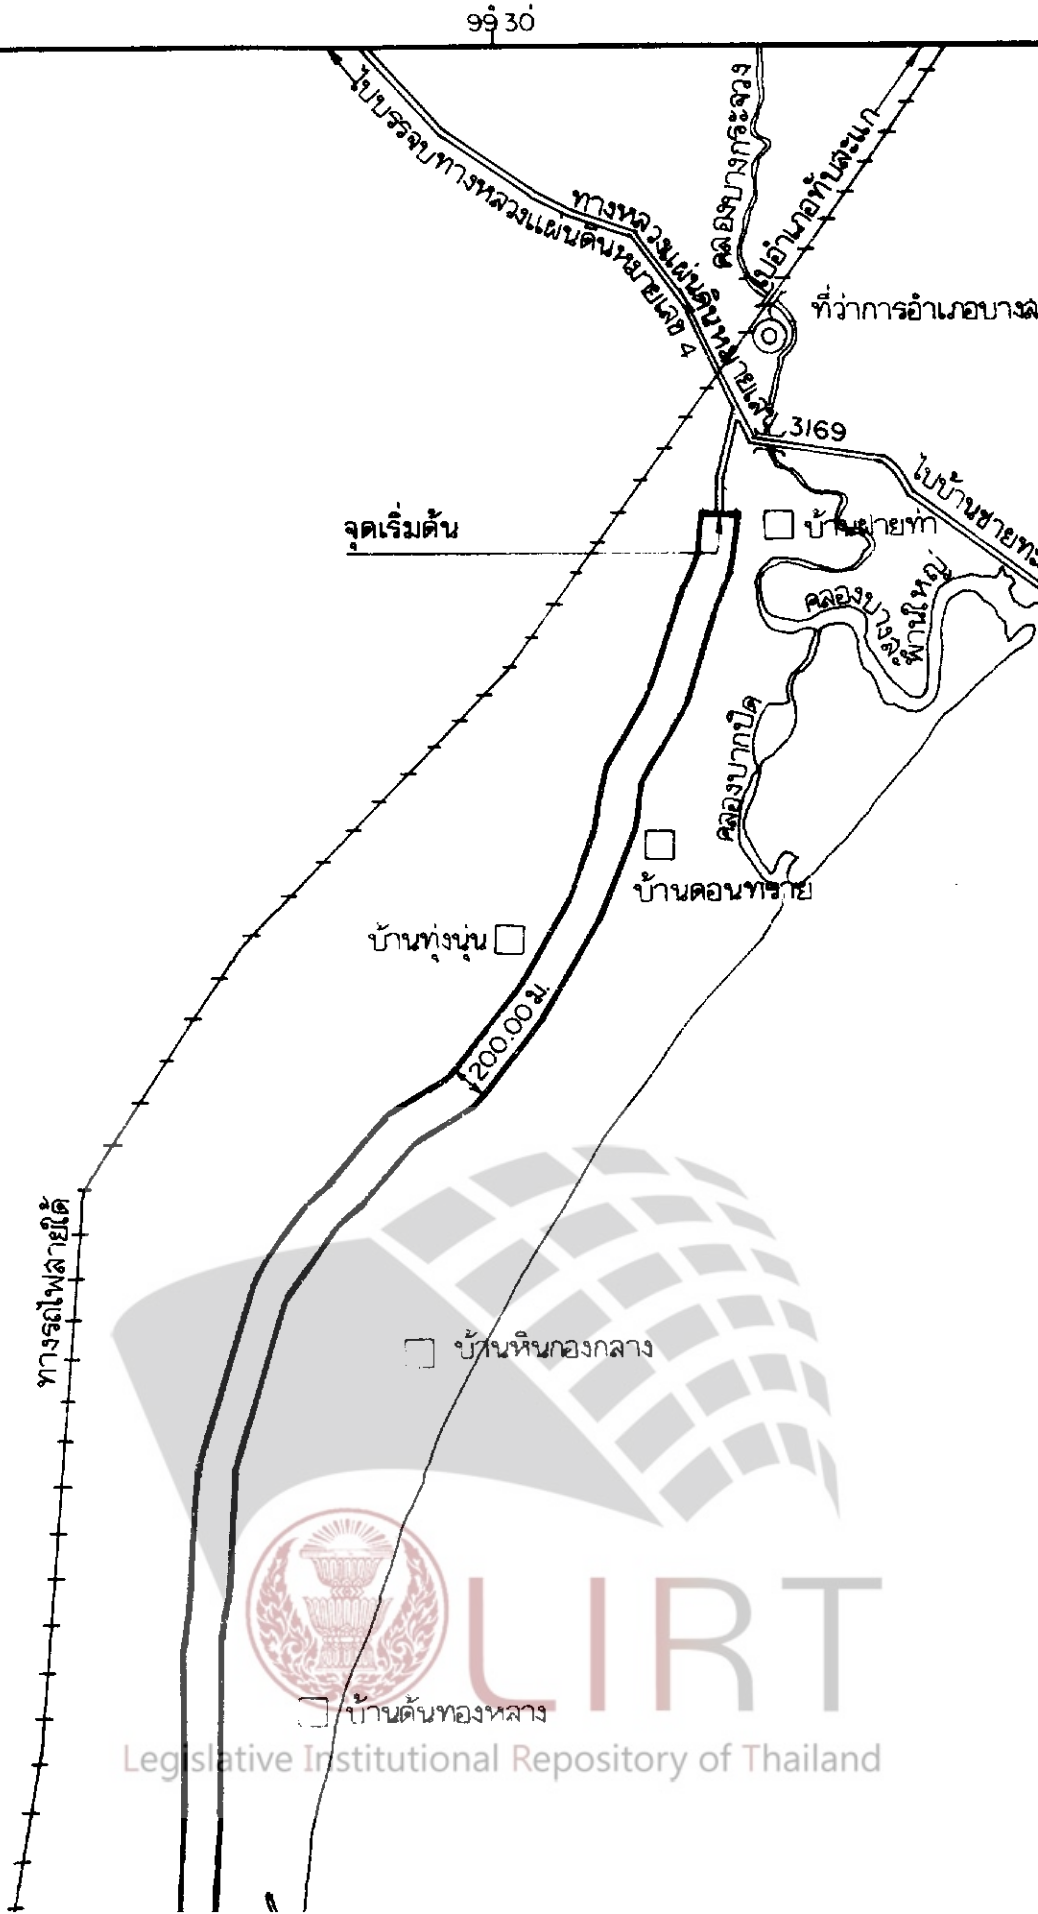 99° 30'
ไปบรรจบทางหลวงแผ่นดินหมายเลข 4
ทางหลวงแผ่นดินหมายเลข 3169
คลองบางกระจวง
ไปอำเภอทับสะแก
ที่ว่าการอำเภอบางส
ไปบ้านชายทะ
จุดเริ่มต้น
บ้านฝายท่า
คลองบางสะพานใหญ่
คลองปากปิด
บ้านดอนทราย
บ้านทุ่งนุ่น
200.00 ม.
ทางรถไฟสายใต้
บ้านหินกองกลาง
บ้านต้นทองหลาง
LIRT
Legislative Institutional Repository of Thailand